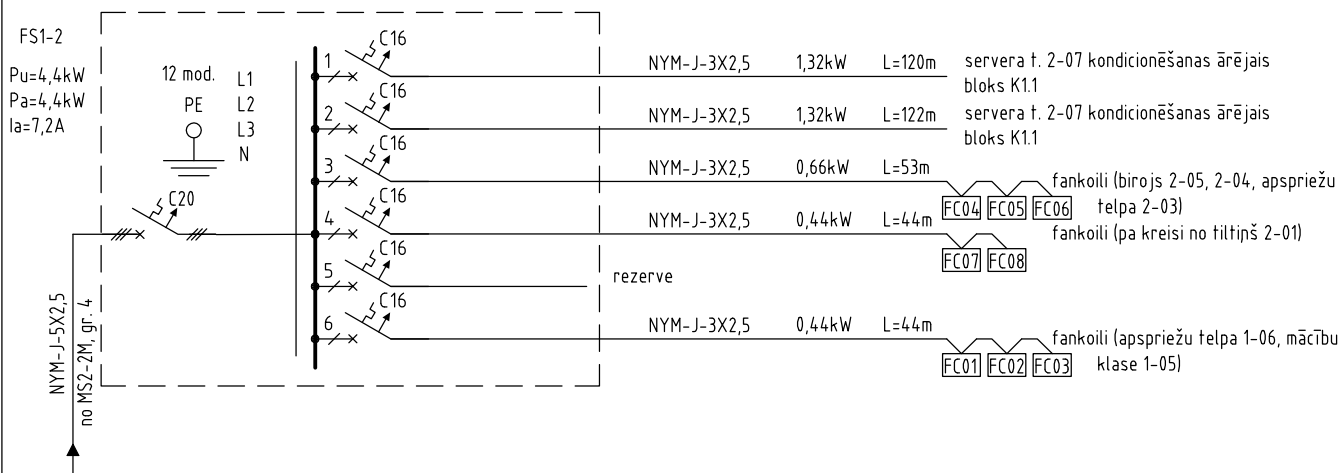 FS1-2
Pu=4,4kW
Pa=4,4kW
Ia=7,2A
12 mod.
PE
L1
L2
L3
N
C20
NYM-J-5X2,5
no MS2-2M, gr. 4
1
C16
NYM-J-3X2,5 1,32kW L=120m
servera t. 2-07 kondicionēšanas ārējais
bloks K1.1
2
C16
NYM-J-3X2,5 1,32kW L=122m
servera t. 2-07 kondicionēšanas ārējais
bloks K1.1
3
C16
NYM-J-3X2,5 0,66kW L=53m
FC04 FC05 FC06
fankoili (birojs 2-05, 2-04, apspriežu
telpa 2-03)
4
C16
NYM-J-3X2,5 0,44kW L=44m
FC07 FC08
fankoili (pa kreisi no tiltiņš 2-01)
5
C16
rezerve
6
C16
NYM-J-3X2,5 0,44kW L=44m
FC01 FC02 FC03
fankoili (apspriežu telpa 1-06, mācību
klase 1-05)